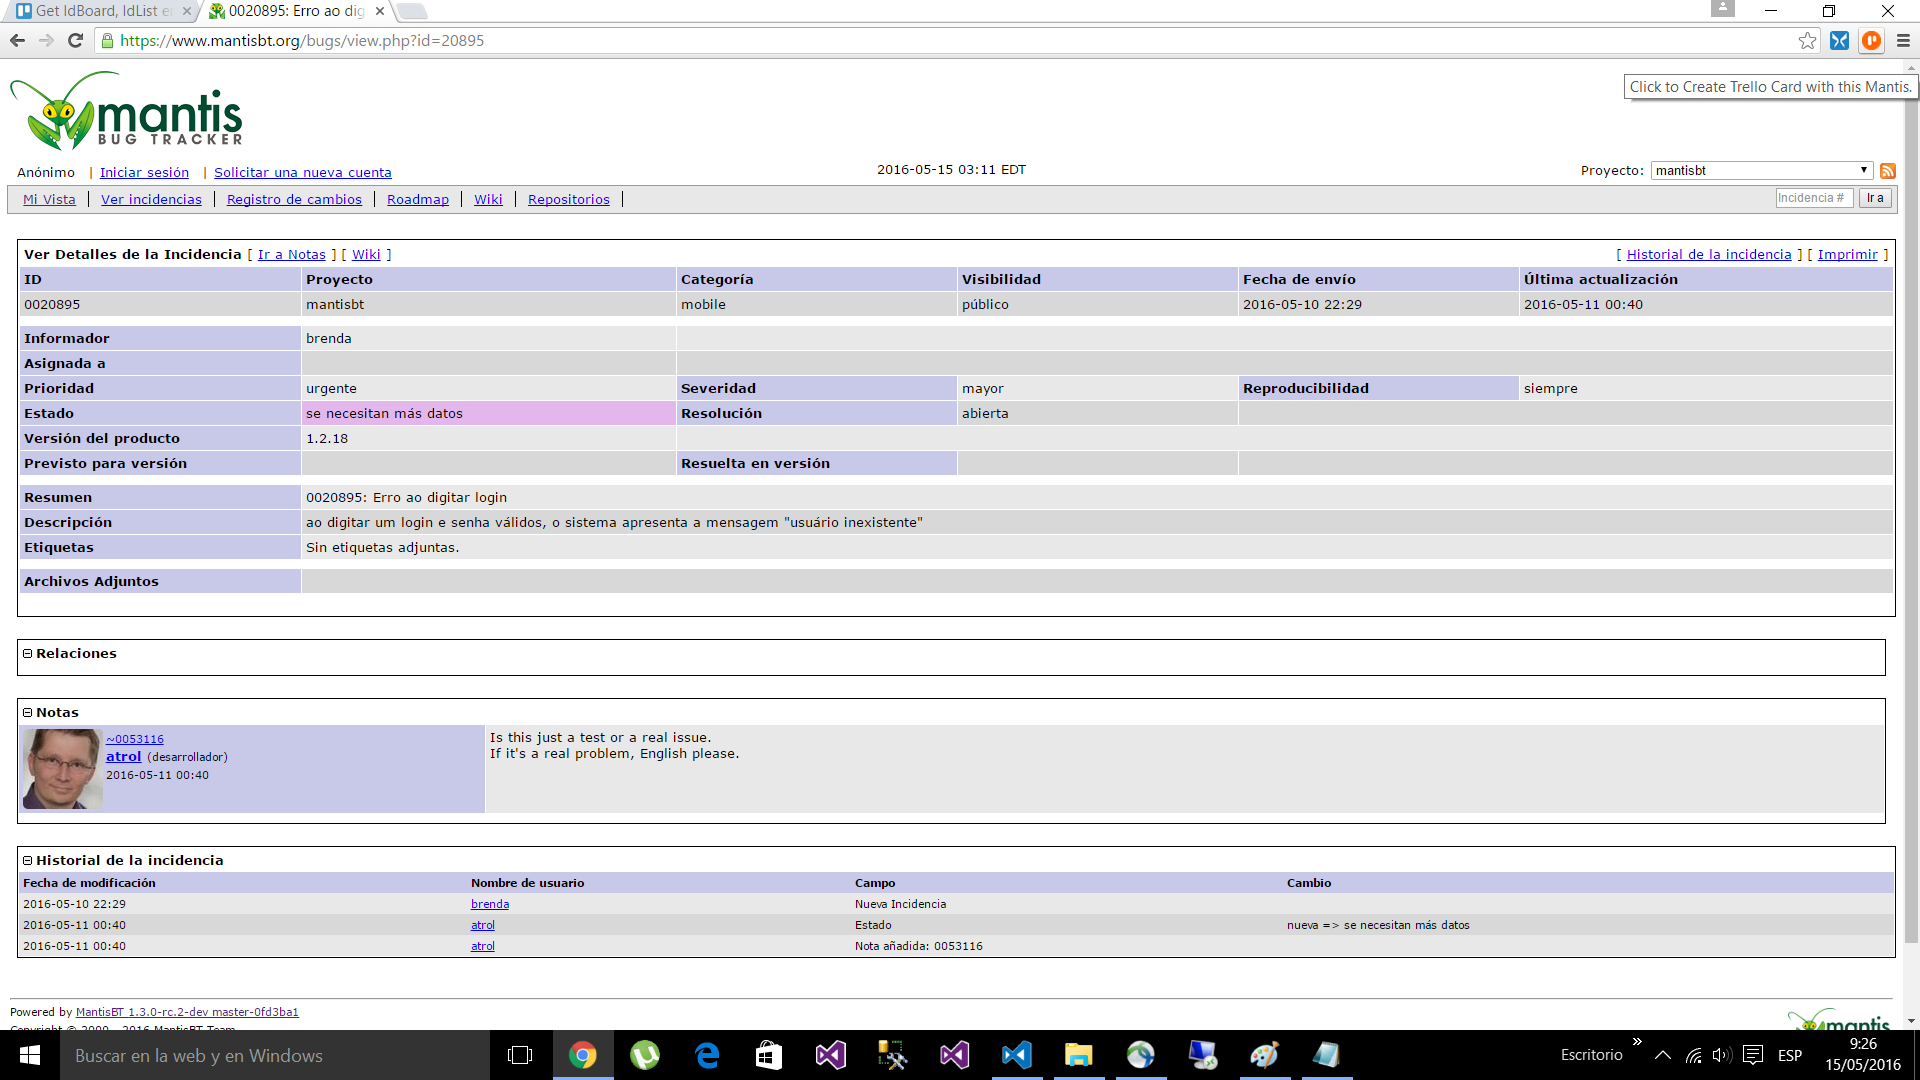 Get IdBoard, IdList e
0020895: Erro ao dig
https://www.mantisbt.org/bugs/view.php?id=20895
Click to Create Trello Card with this Mantis.
mantis
BUG TRACKER
Anónimo | Iniciar sesión | Solicitar una nueva cuenta
2016-05-15 03:11 EDT
Proyecto: mantisbt
Mi Vista | Ver incidencias | Registro de cambios | Roadmap | Wiki | Repositorios |
Incidencia # Ir a
Ver Detalles de la Incidencia [ Ir a Notas ] [ Wiki ]
[ Historial de la incidencia ] [ Imprimir ]
ID Proyecto Categoría Visibilidad Fecha de envío Última actualización
0020895 mantisbt mobile público 2016-05-10 22:29 2016-05-11 00:40
Informador brenda
Asignada a
Prioridad urgente Severidad mayor Reproducibilidad siempre
Estado se necesitan más datos Resolución abierta
Versión del producto 1.2.18
Previsto para versión Resuelta en versión
Resumen 0020895: Erro ao digitar login
Descripción ao digitar um login e senha válidos, o sistema apresenta a mensagem "usuário inexistente"
Etiquetas Sin etiquetas adjuntas.
Archivos Adjuntos
Relaciones
Notas
~0053116
atrol (desarrollador)
2016-05-11 00:40
Is this just a test or a real issue.
If it's a real problem, English please.
Historial de la incidencia
Fecha de modificación Nombre de usuario Campo Cambio
2016-05-10 22:29 brenda Nueva Incidencia
2016-05-11 00:40 atrol Estado nueva => se necesitan más datos
2016-05-11 00:40 atrol Nota añadida: 0053116
Powered by MantisBT 1.3.0-rc.2-dev master-0fd3ba1
Copyright © 2000 - 2016 MantisBT Team
mantis
Buscar en la web y en Windows
Escritorio
ESP
9:26
15/05/2016